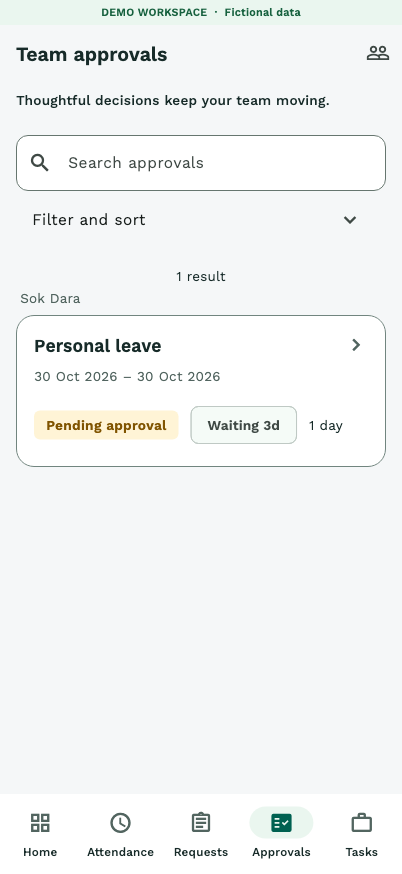 DEMO WORKSPACE · Fictional data
Team approvals
Thoughtful decisions keep your team moving.
Search approvals
Filter and sort
1 result
Sok Dara
Personal leave
30 Oct 2026 – 30 Oct 2026
Pending approval Waiting 3d 1 day
Home Attendance Requests Approvals Tasks